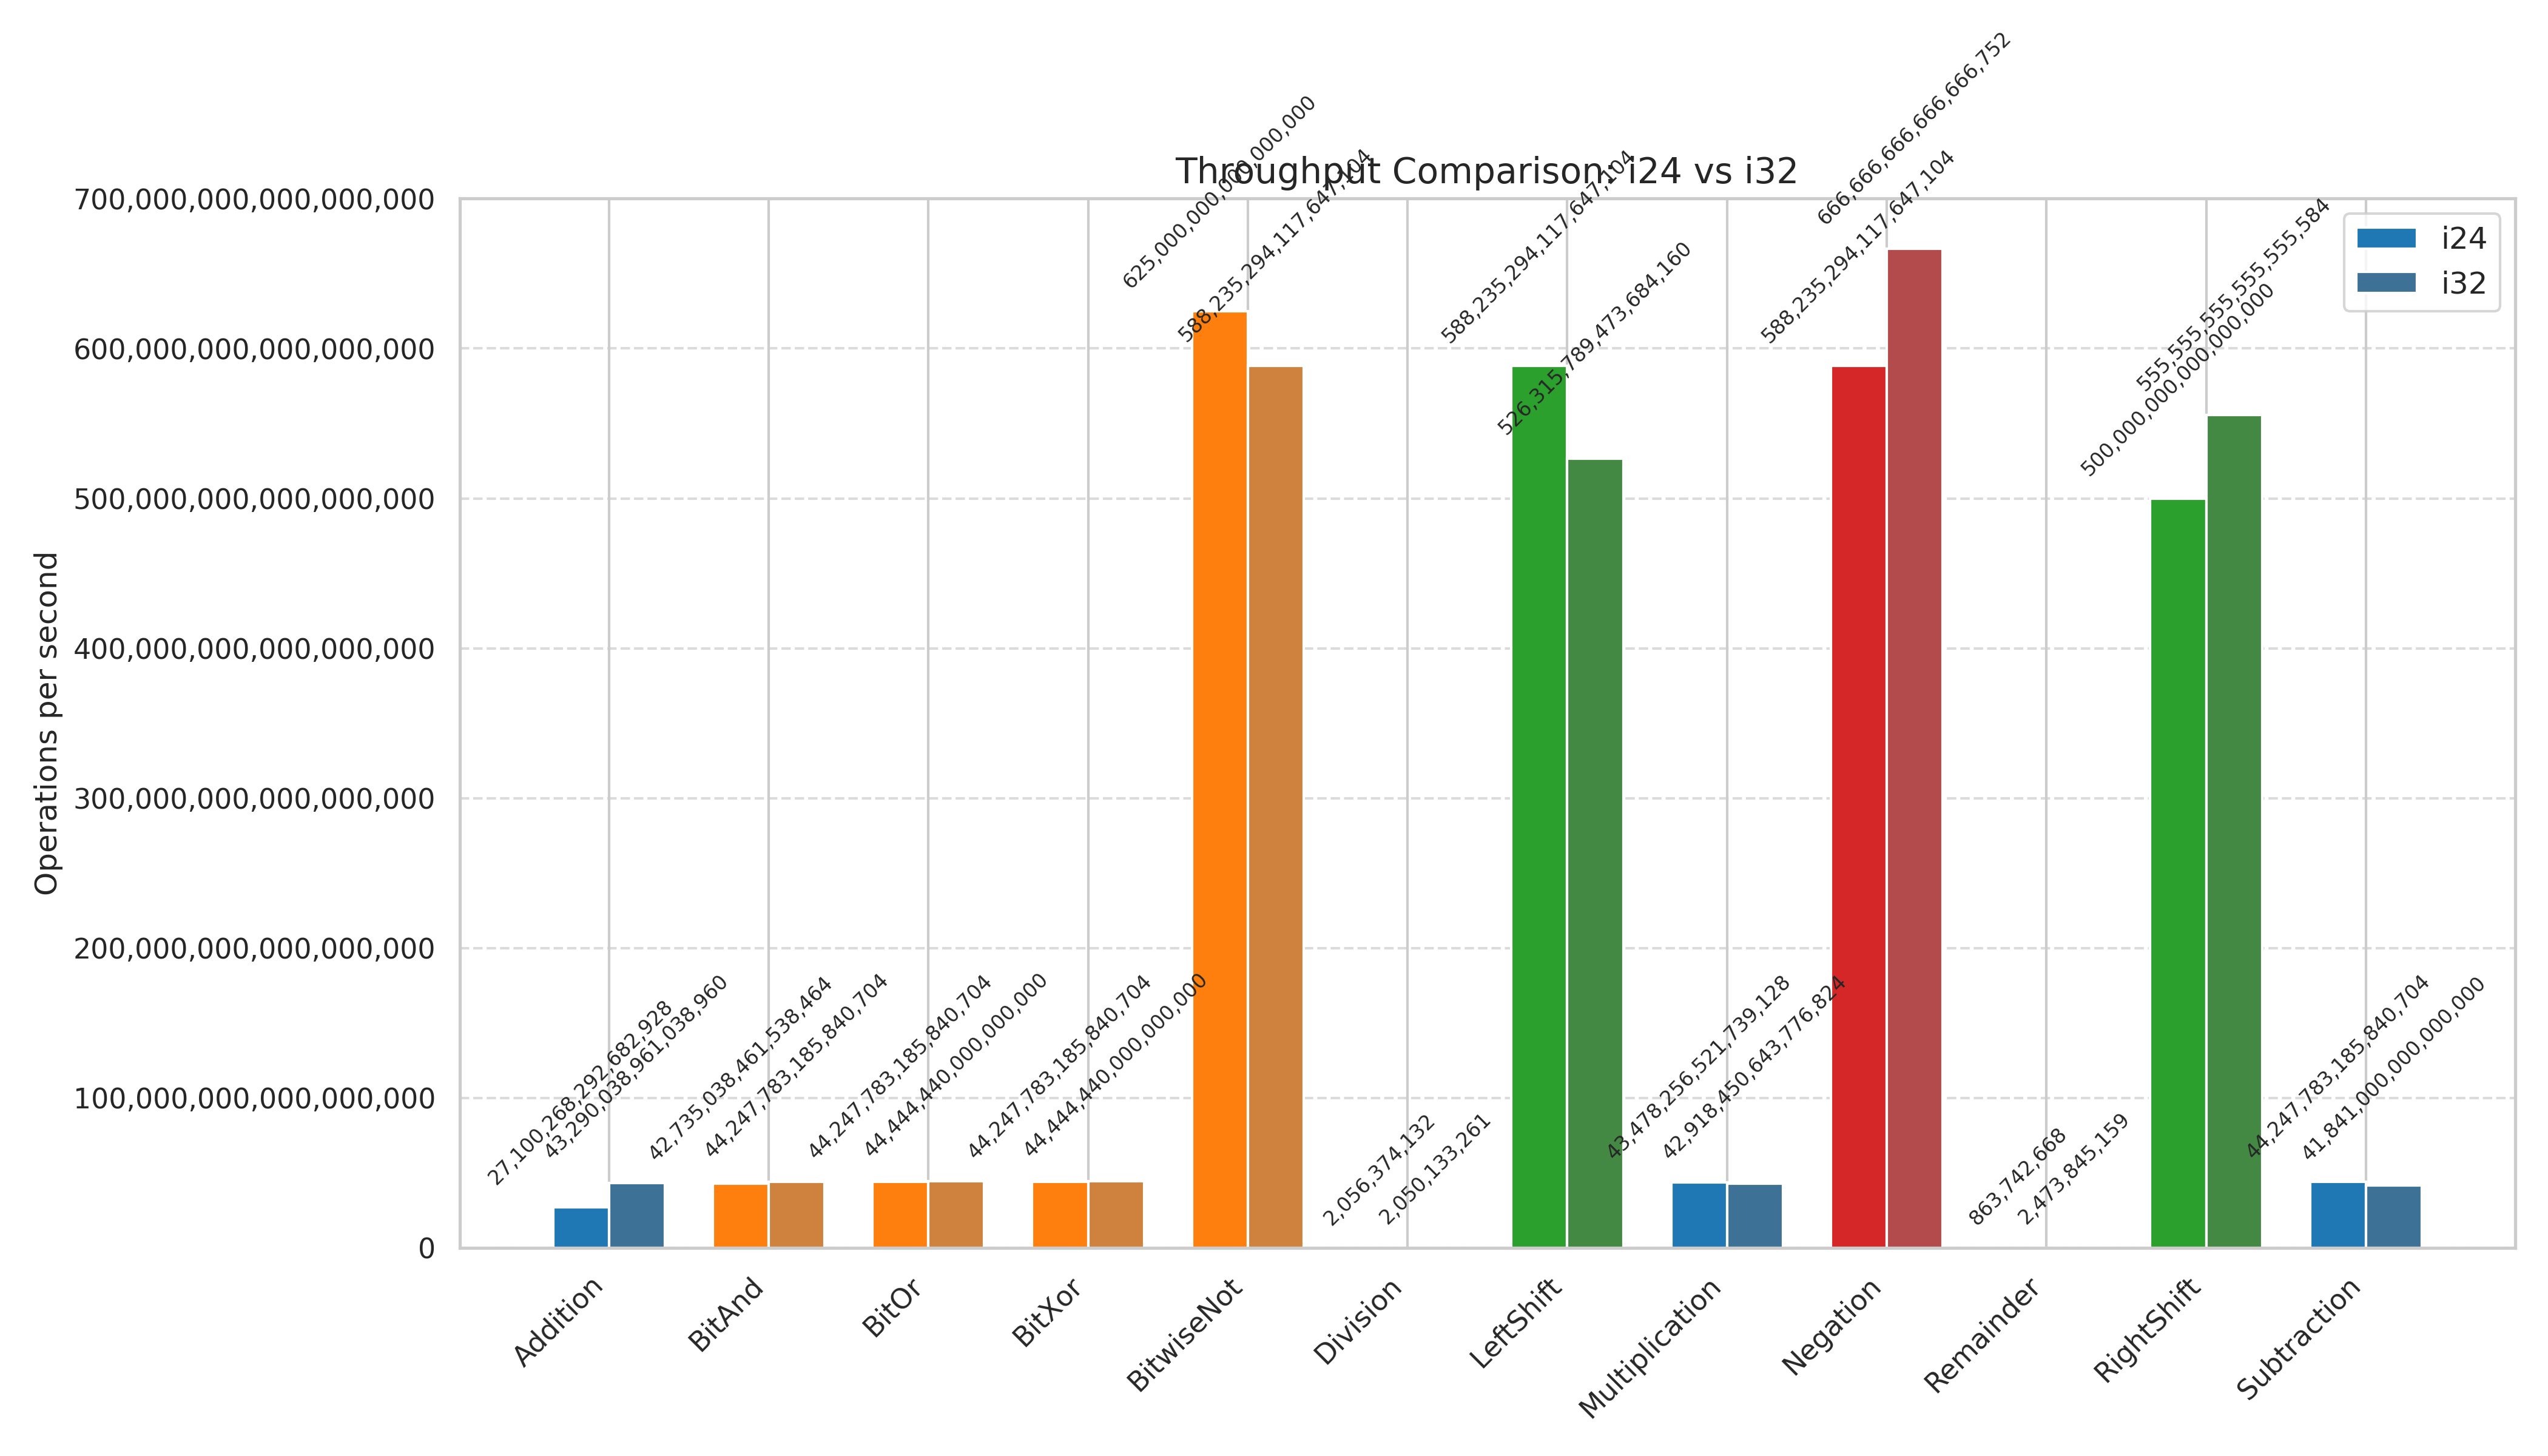 Throughput Comparison: i24 vs i32
i24
i32
Operations per second
700,000,000,000,000,000
600,000,000,000,000,000
500,000,000,000,000,000
400,000,000,000,000,000
300,000,000,000,000,000
200,000,000,000,000,000
100,000,000,000,000,000
0
27,100,268,292,682,928
43,290,038,961,038,960
42,735,038,461,538,464
44,247,783,185,840,704
44,247,783,185,840,704
44,444,440,000,000,000
44,247,783,185,840,704
44,444,440,000,000,000
625,000,000,000,000,000
588,235,294,117,647,104
2,056,374,132
2,050,133,261
588,235,294,117,647,104
526,315,789,473,684,160
43,478,256,521,739,128
42,918,450,643,776,824
588,235,294,117,647,104
666,666,666,666,666,752
863,742,668
2,473,845,159
500,000,000,000,000,000
555,555,555,555,555,584
44,247,783,185,840,704
41,841,000,000,000,000
Addition
BitAnd
BitOr
BitXor
BitwiseNot
Division
LeftShift
Multiplication
Negation
Remainder
RightShift
Subtraction